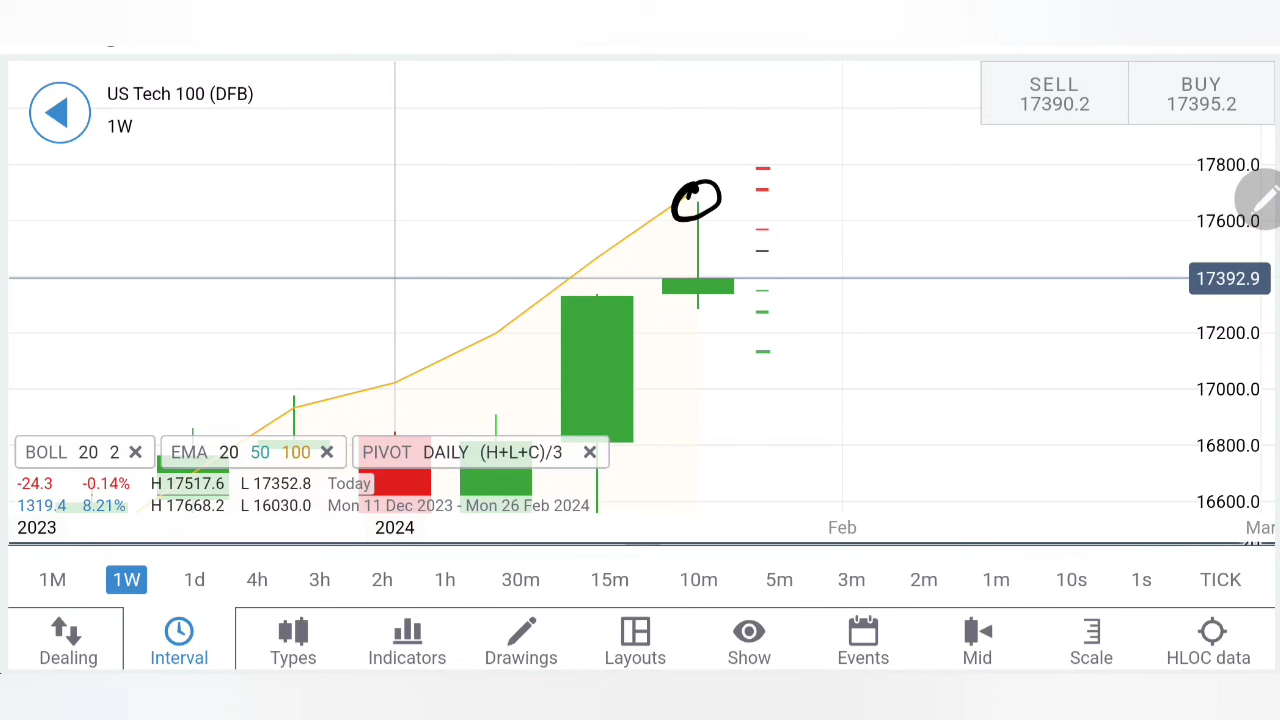 US Tech 100 (DFB)
1W
SELL
17390.2
BUY
17395.2
17800.0
17600.0
17392.9
17200.0
17000.0
16800.0
16600.0
BOLL 20 2 ×
EMA 20 50 100 ×
PIVOT DAILY (H+L+C)/3 ×
-24.3 -0.14% H 17517.6 L 17352.8 Today
1319.4 8.21% H 17668.2 L 16030.0 Mon 11 Dec 2023 - Mon 26 Feb 2024
2023 2024 Feb Mar
1M 1W 1d 4h 3h 2h 1h 30m 15m 10m 5m 3m 2m 1m 10s 1s TICK
Dealing Interval Types Indicators Drawings Layouts Show Events Mid Scale HLOC data